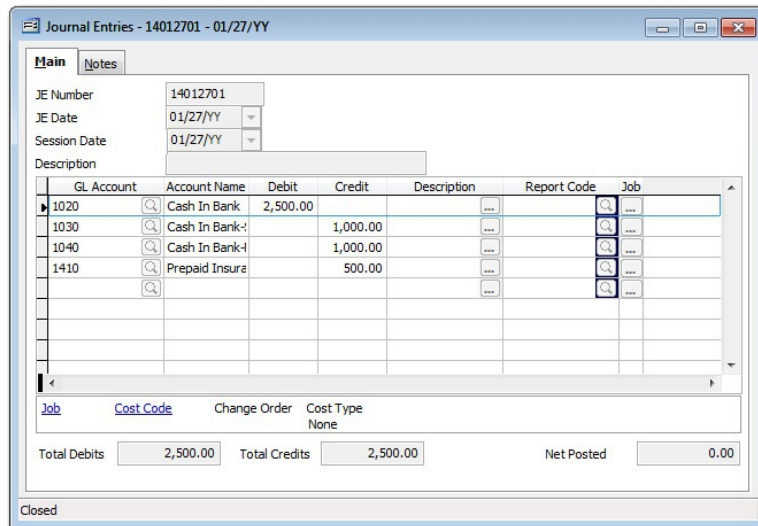 Journal Entries - 14012701 - 01/27/YY
Main Notes
JE Number 14012701
JE Date 01/27/YY
Session Date 01/27/YY
Description
GL Account Account Name Debit Credit Description Report Code Job
1020 Cash In Bank 2,500.00 ...  ...
1030 Cash In Bank- 1,000.00 ... ...
1040 Cash In Bank- 1,000.00 ... ...
1410 Prepaid Insura 500.00 ... ...
... ...
Job Cost Code Change Order Cost Type
None
Total Debits 2,500.00 Total Credits 2,500.00 Net Posted 0.00
Closed